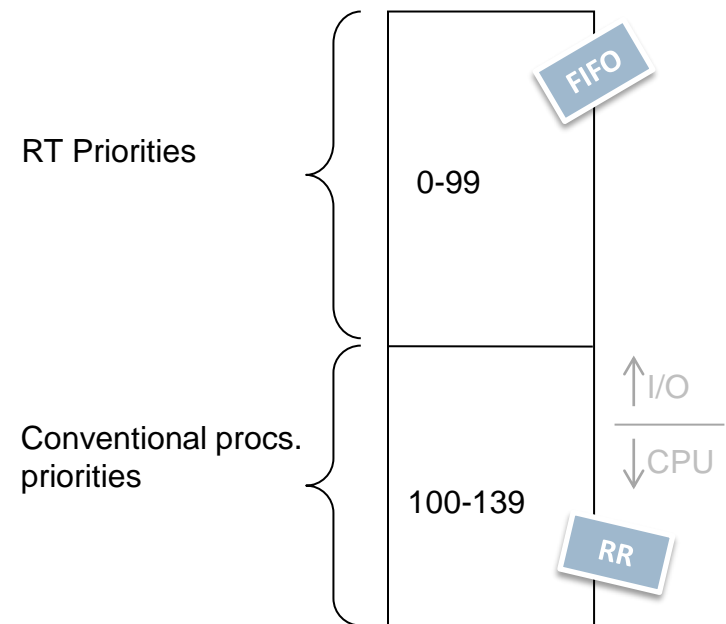 FIFO
RT Priorities
0-99
I/O
CPU
Conventional procs.
priorities
100-139
RR